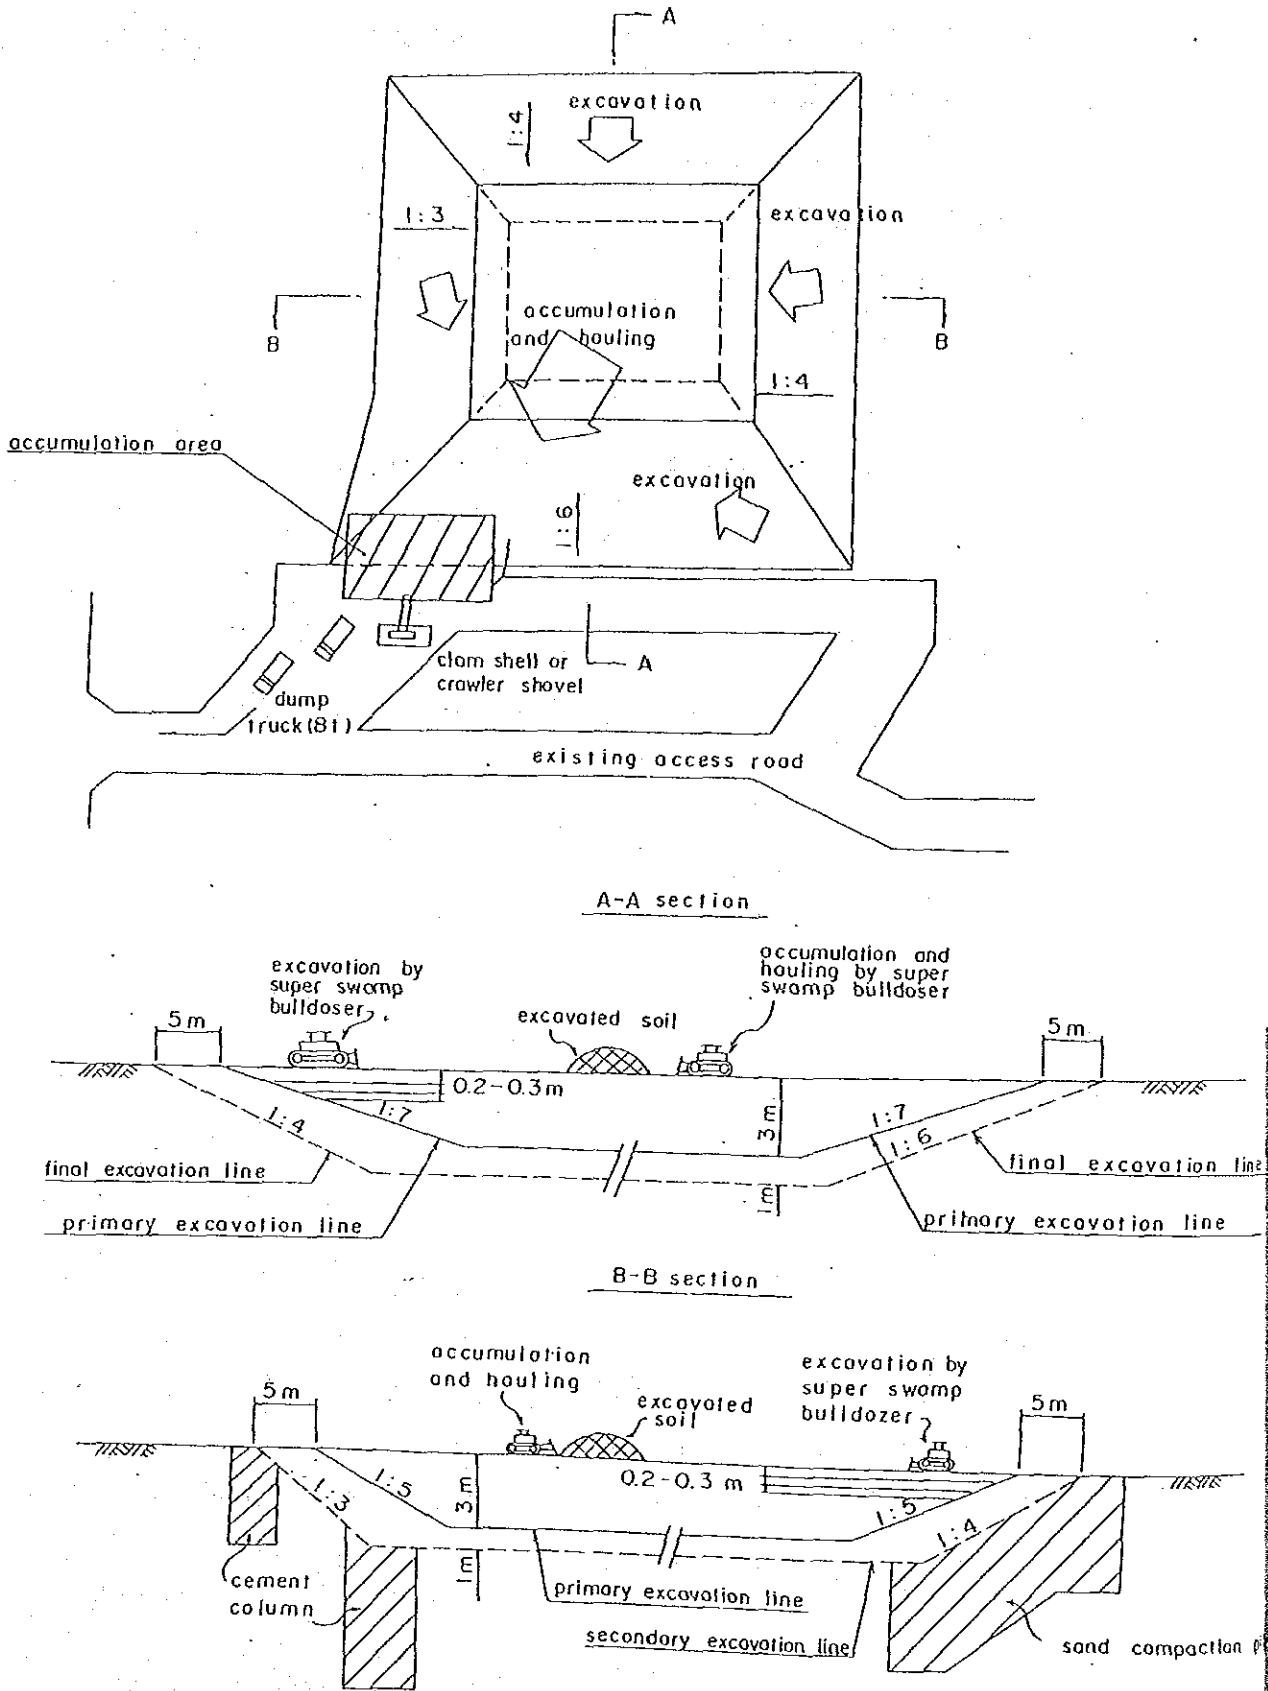 A
excavation
1:4
1:3
excavation
accumulation
and hauling
B
B
1:4
accumulation area
excavation
1:6
clam shell or
crawler shovel
A
dump
truck(8t)
existing access road
A-A section
excavation by
super swamp
bulldoser
accumulation and
hauling by super
swamp bulldoser
5m
excavated soil
5m
0.2-0.3m
1:4
1:7
3m
1:7
1:6
final excavation line
final excavation line
1m
primary excavation line
primary excavation line
B-B section
accumulation
and hauling
excavation by
super swamp
bulldozer
5m
excavated
soil
5m
1:3
1:5
3m
0.2-0.3 m
1:5
1:4
1m
cement
column
primary excavation line
secondary excavation line
sand compaction